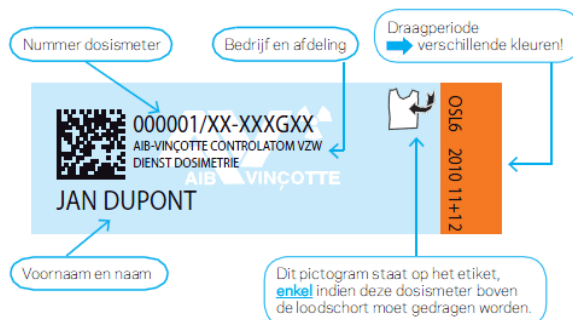 Nummer dosismeter
Bedrijf en afdeling
Draagperiode
verschillende kleuren!
000001/XX-XXXGXX
AIB-VINÇOTTE CONTROLATOM VZW
DIENST DOSIMETRIE
AIB VINÇOTTE
JAN DUPONT
OSL6 2010 11+12
Voornaam en naam
Dit pictogram staat op het etiket,
enkel indien deze dosismeter boven
de loodschort moet gedragen worden.